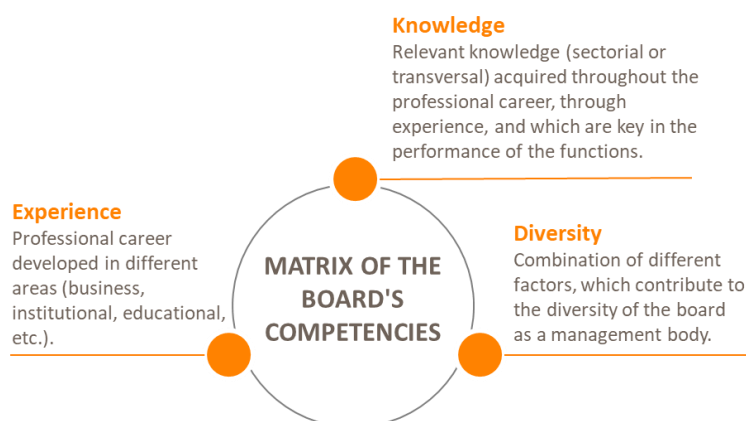 Knowledge
Relevant knowledge (sectorial or
transversal) acquired throughout the
professional career, through
experience, and which are key in the
performance of the functions.
Experience
Professional career
developed in different
areas (business,
institutional, educational,
etc.).
MATRIX OF THE
BOARD'S
COMPETENCIES
Diversity
Combination of different
factors, which contribute to
the diversity of the board
as a management body.